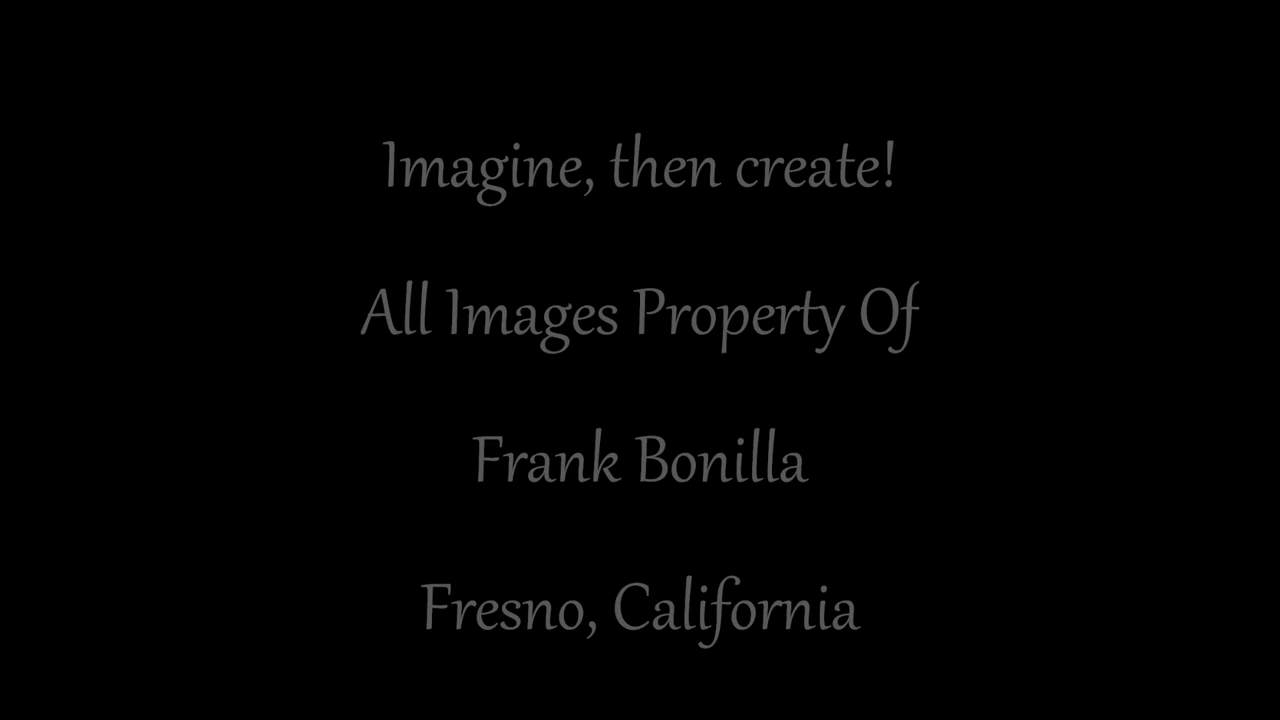 Imagine, then create!
All Images Property Of
Frank Bonilla
Fresno, California